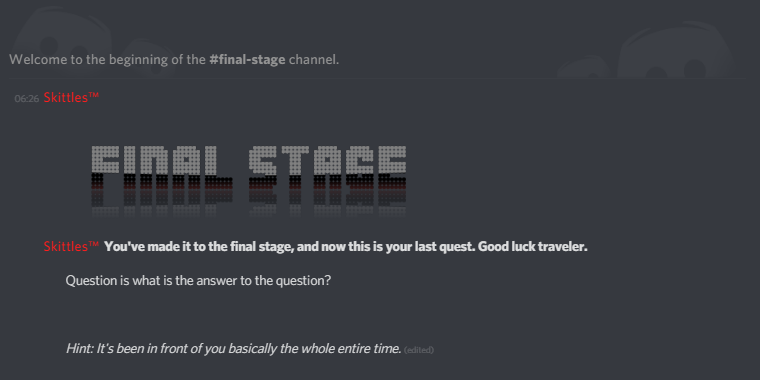 Welcome to the beginning of the #final-stage channel.
06:26 Skittles™
FINAL STAGE
Skittles™ You've made it to the final stage, and now this is your last quest. Good luck traveler.
Question is what is the answer to the question?
Hint: It's been in front of you basically the whole entire time. (edited)